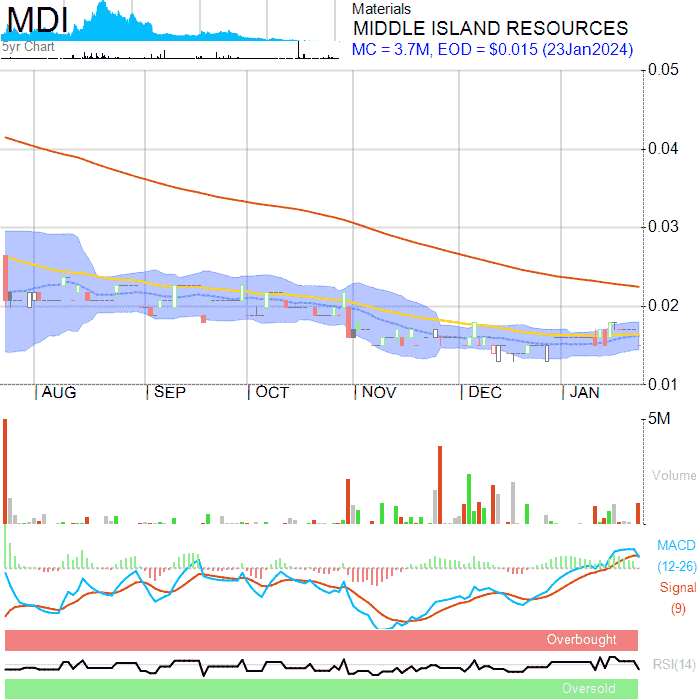 MDI
5yr Chart
Materials
MIDDLE ISLAND RESOURCES
MC = 3.7M, EOD = $0.015 (23Jan2024)
0.05
0.04
0.03
0.02
0.01
AUG SEP OCT NOV DEC JAN
5M
Volume
MACD
(12-26)
Signal
(9)
Overbought
RSI(14)
Oversold